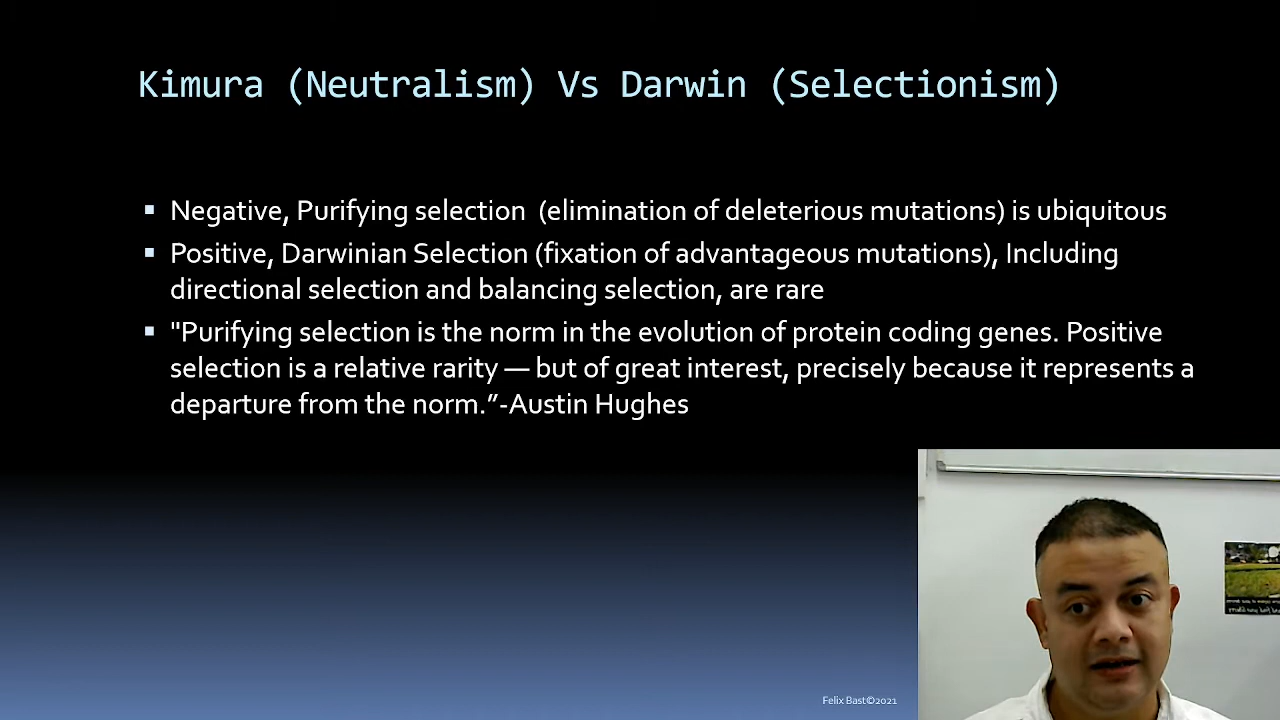 Kimura (Neutralism) Vs Darwin (Selectionism)
▪ Negative, Purifying selection (elimination of deleterious mutations) is ubiquitous
▪ Positive, Darwinian Selection (fixation of advantageous mutations), Including
directional selection and balancing selection, are rare
▪ "Purifying selection is the norm in the evolution of protein coding genes. Positive
selection is a relative rarity — but of great interest, precisely because it represents a
departure from the norm.”-Austin Hughes
Felix Bast©2021